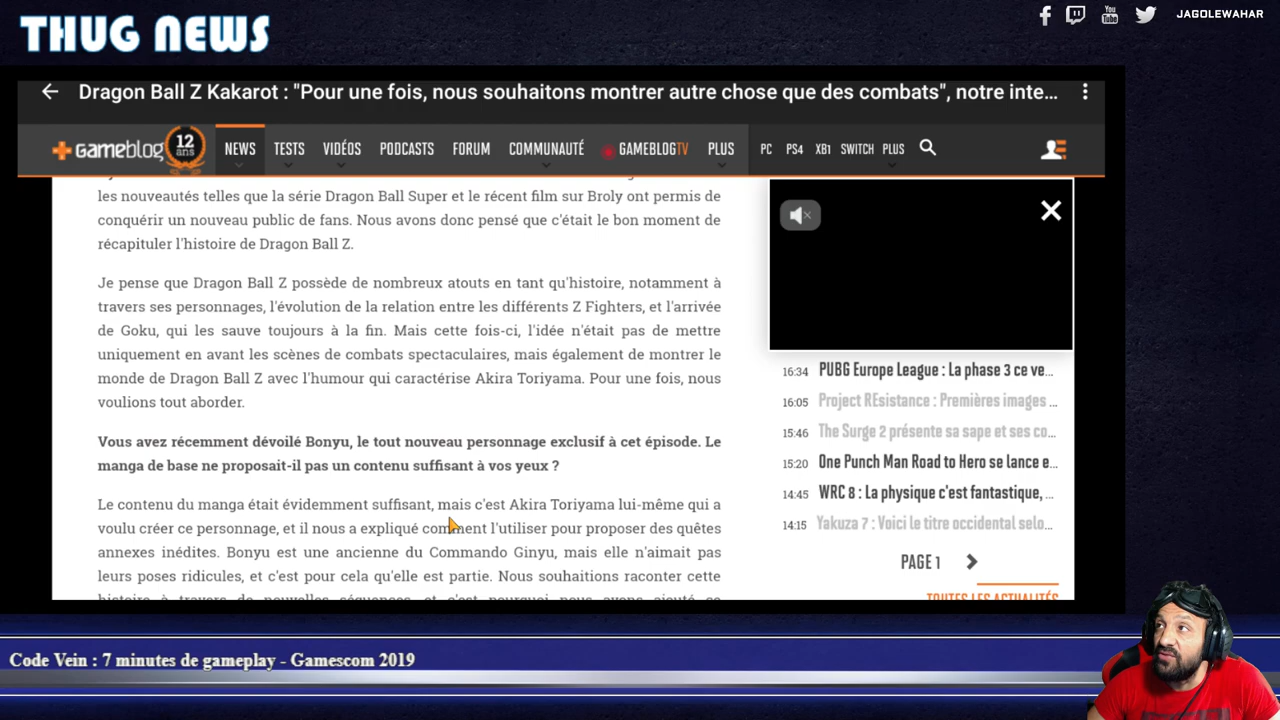 THUG NEWS
JAGOLEWAHAR
Dragon Ball Z Kakarot : "Pour une fois, nous souhaitons montrer autre chose que des combats", notre inte...
gameblog 12 ans NEWS TESTS VIDÉOS PODCASTS FORUM COMMUNAUTÉ GAMEBLOGTV PLUS PC PS4 XB1 SWITCH PLUS
les nouveautés telles que la série Dragon Ball Super et le récent film sur Broly ont permis de
conquérir un nouveau public de fans. Nous avons donc pensé que c'était le bon moment de
récapituler l'histoire de Dragon Ball Z.
Je pense que Dragon Ball Z possède de nombreux atouts en tant qu'histoire, notamment à
travers ses personnages, l'évolution de la relation entre les différents Z Fighters, et l'arrivée
de Goku, qui les sauve toujours à la fin. Mais cette fois-ci, l'idée n'était pas de mettre
uniquement en avant les scènes de combats spectaculaires, mais également de montrer le
monde de Dragon Ball Z avec l'humour qui caractérise Akira Toriyama. Pour une fois, nous
voulions tout aborder.
Vous avez récemment dévoilé Bonyu, le tout nouveau personnage exclusif à cet épisode. Le
manga de base ne proposait-il pas un contenu suffisant à vos yeux ?
Le contenu du manga était évidemment suffisant, mais c'est Akira Toriyama lui-même qui a
voulu créer ce personnage, et il nous a expliqué comment l'utiliser pour proposer des quêtes
annexes inédites. Bonyu est une ancienne du Commando Ginyu, mais elle n'aimait pas
leurs poses ridicules, et c'est pour cela qu'elle est partie. Nous souhaitions raconter cette
histoire à travers de nouvelles séquences, et c'est pourquoi nous avons ajouté ce
16:34 PUBG Europe League : La phase 3 ce ve...
16:05 Project REsistance : Premières images ...
15:46 The Surge 2 présente sa sape et ses co...
15:20 One Punch Man Road to Hero se lance e...
14:45 WRC 8 : La physique c'est fantastique, ...
14:15 Yakuza 7 : Voici le titre occidental selo...
PAGE 1
TOUTES LES ACTUALITÉS
Code Vein : 7 minutes de gameplay - Gamescom 2019